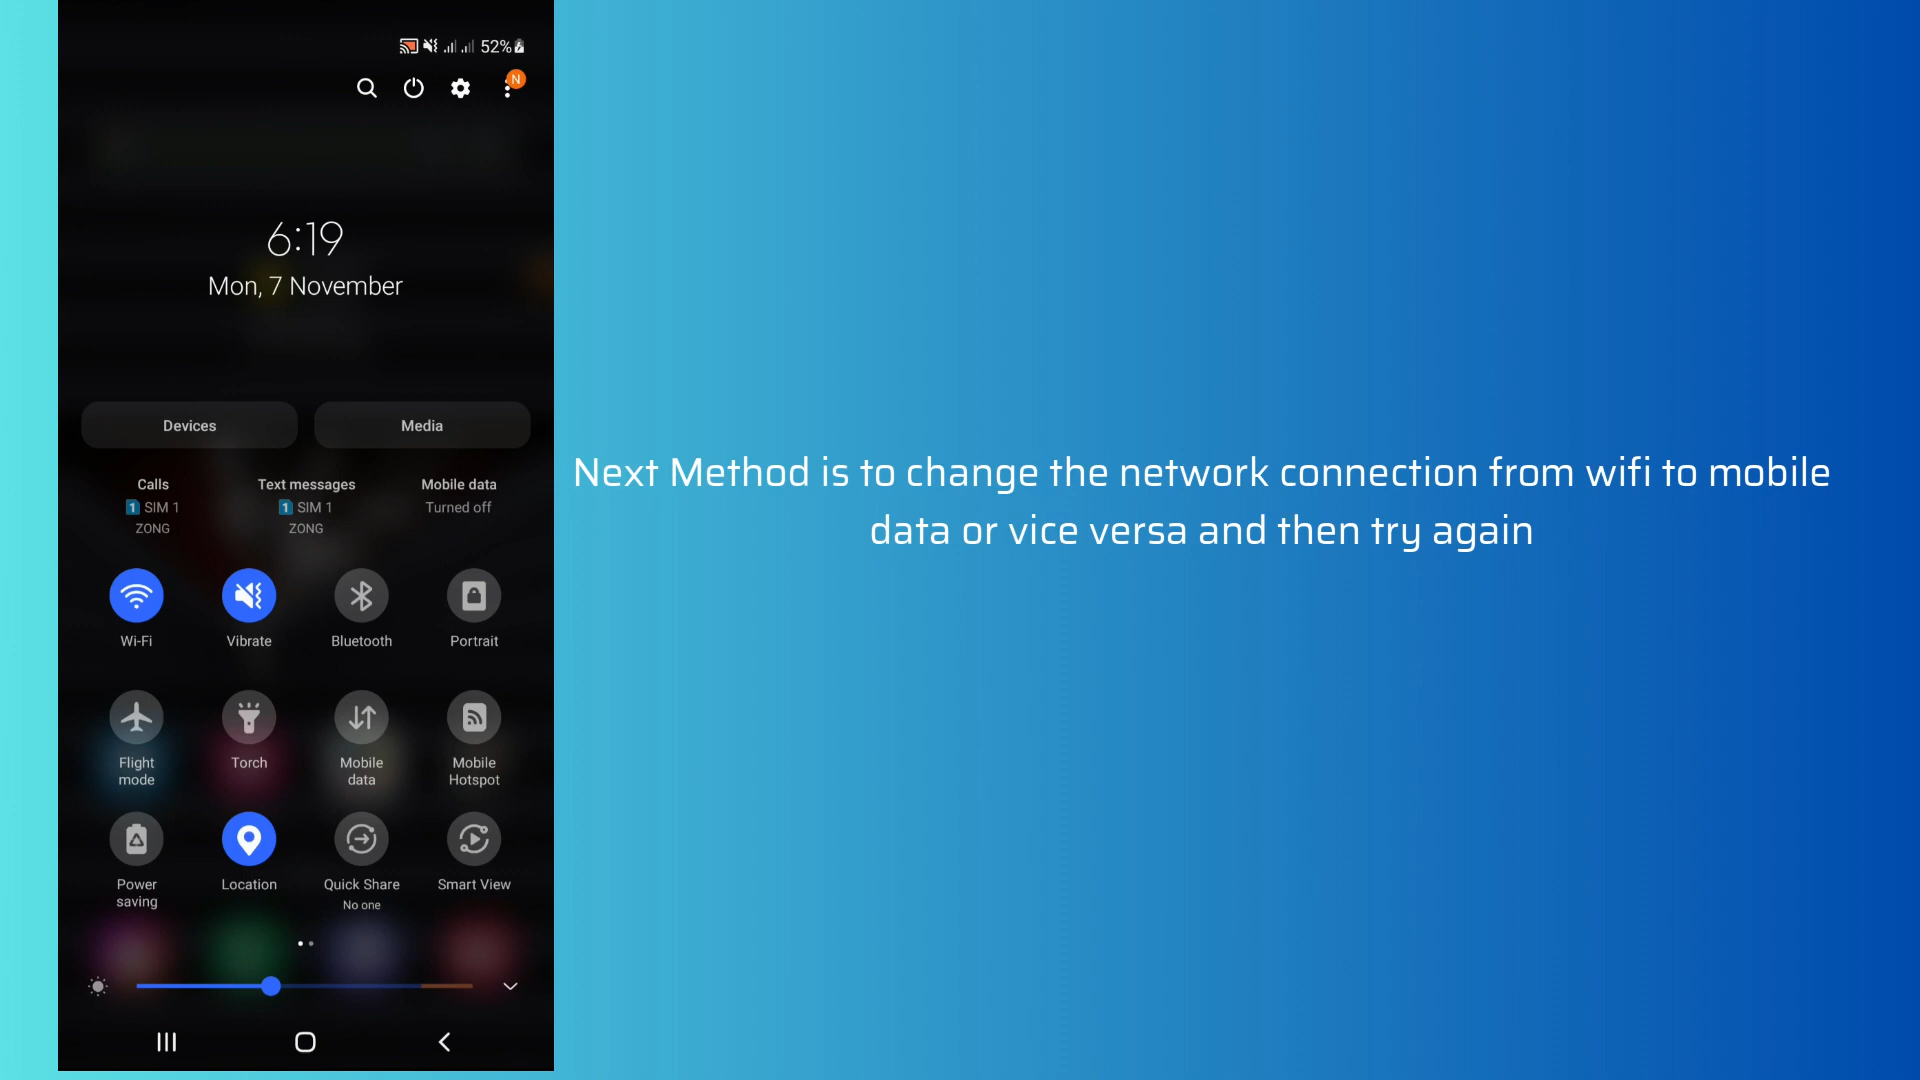 52%
N
6:19
Mon, 7 November
Devices Media
Calls Text messages Mobile data
1 SIM 1 1 SIM 1 Turned off
ZONG ZONG
Wi-Fi Vibrate Bluetooth Portrait
Flight Torch Mobile Mobile
mode data Hotspot
Power Location Quick Share Smart View
saving No one
Next Method is to change the network connection from wifi to mobile
data or vice versa and then try again